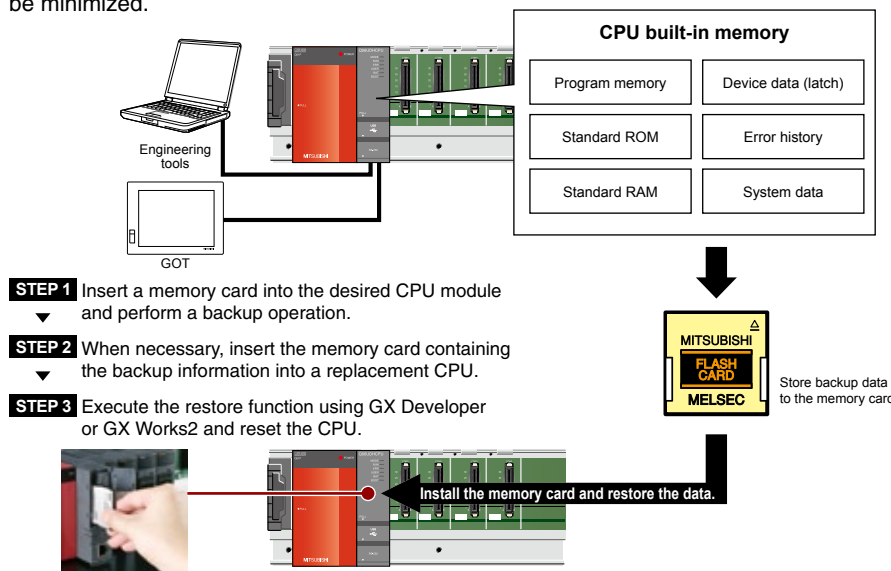 be minimized.
CPU built-in memory
Program memory
Device data (latch)
Standard ROM
Error history
Standard RAM
System data
Engineering
tools
GOT
MITSUBISHI
STEP 1 Insert a memory card into the desired CPU module
and perform a backup operation.
STEP 2 When necessary, insert the memory card containing
the backup information into a replacement CPU.
STEP 3 Execute the restore function using GX Developer
or GX Works2 and reset the CPU.
MITSUBISHI
FLASH
CARD
MELSEC
Store backup data
to the memory card
Install the memory card and restore the data.
MITSUBISHI